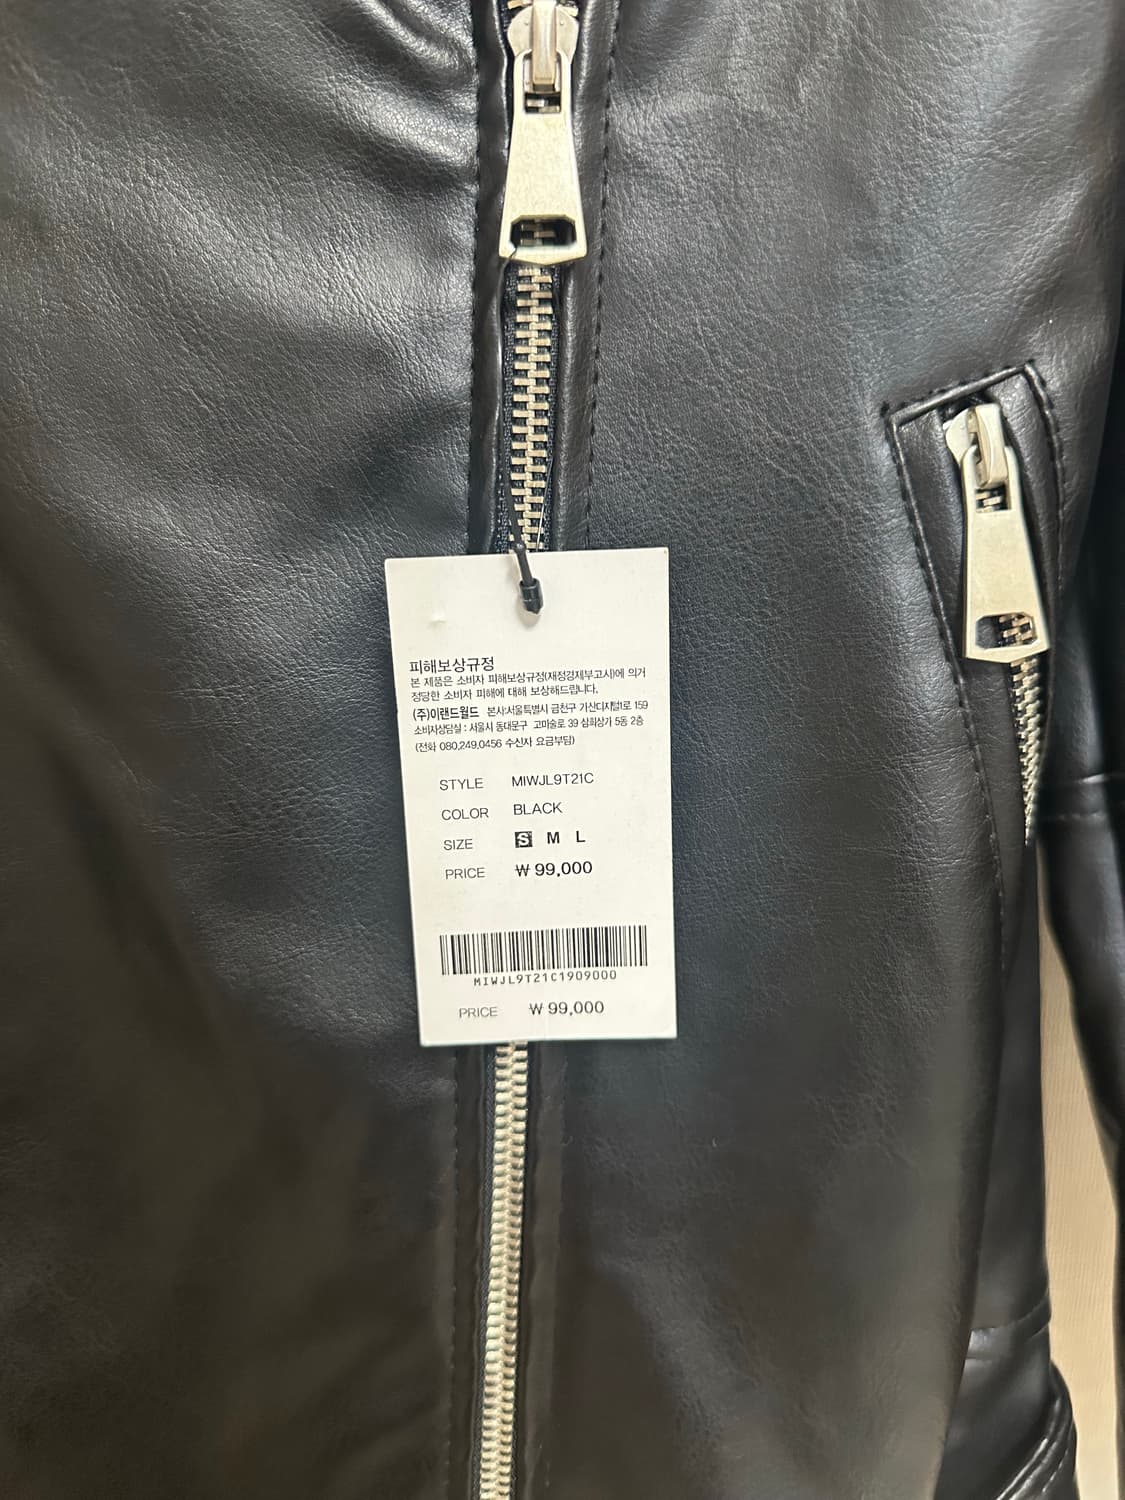 피해보상규정
본 제품은 소비자 피해보상규정(재정경제부고시)에 의거
정당한 소비자 피해에 대해 보상해드립니다.
(주)이랜드월드 본사:서울특별시 금천구 가산디지털1로 159
소비자상담실 : 서울시 동대문구 고미술로 39 삼희상가 5동 2층
(전화 080.249.0456 수신자 요금부담)
STYLE MIWJL9T21C
COLOR BLACK
SIZE S M L
PRICE ₩ 99,000
MIWJL9T21C1909000
PRICE ₩ 99,000